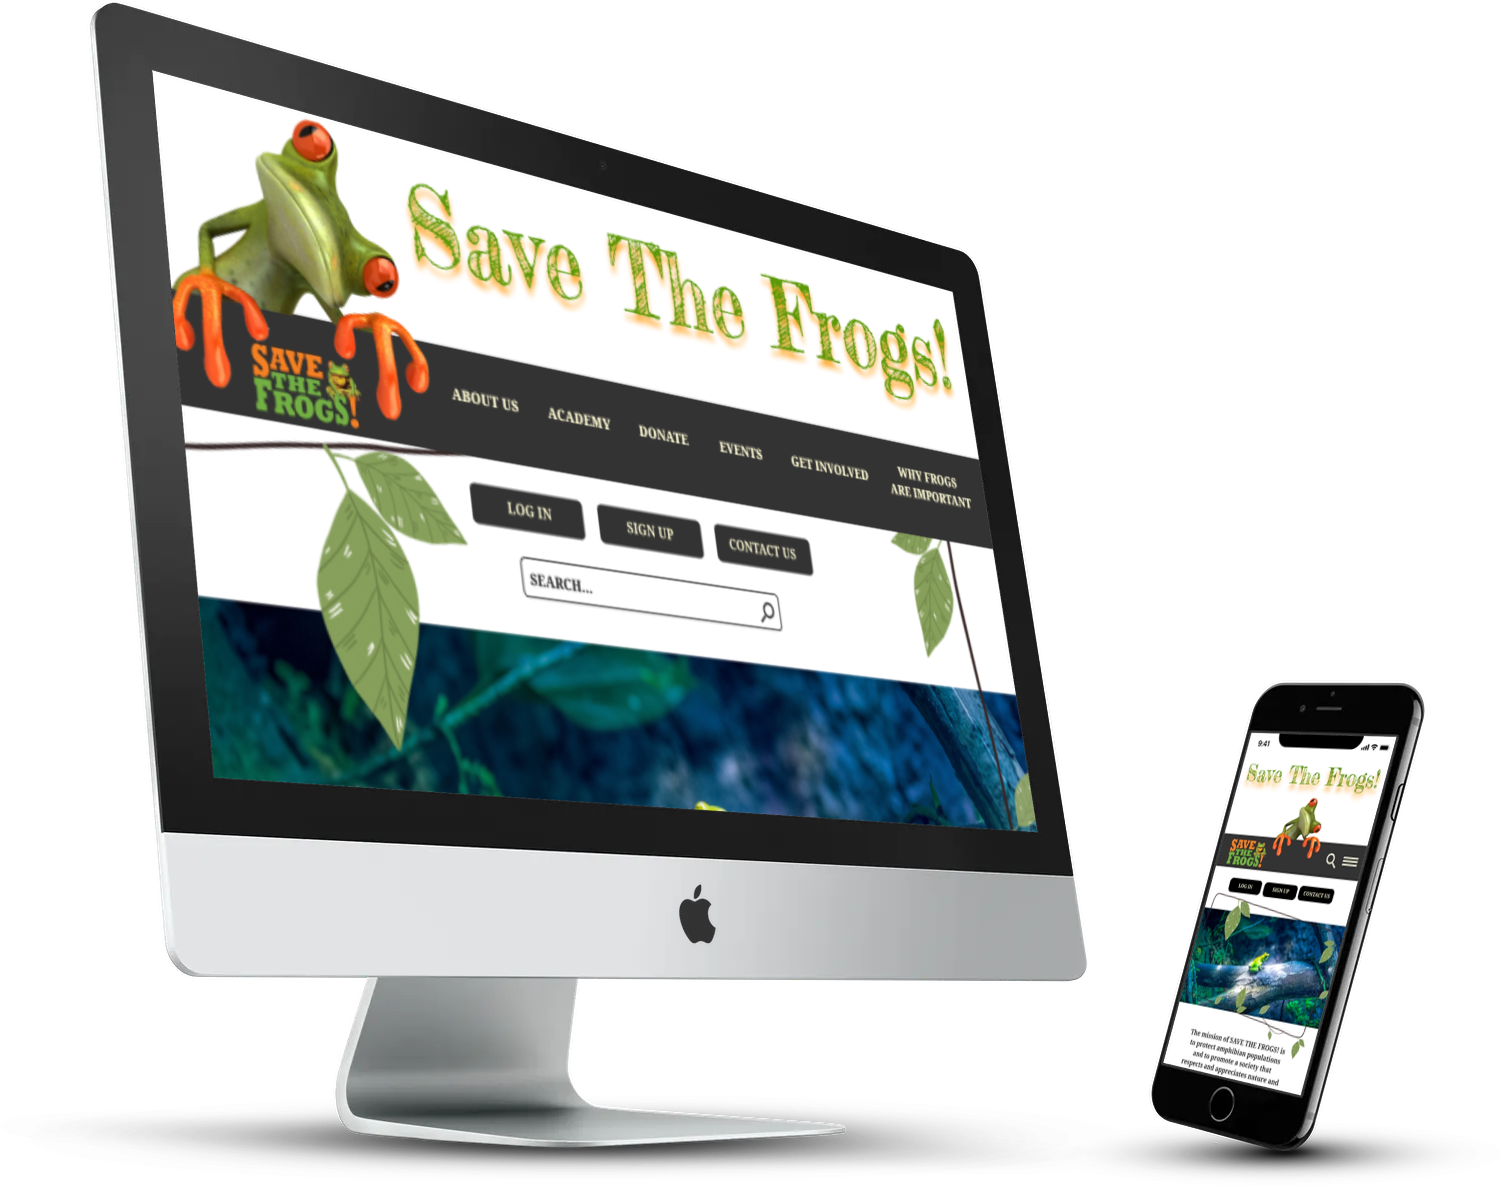 Save The Frogs!
SAVE
THE
FROGS!
ABOUT US
ACADEMY
DONATE
EVENTS
GET INVOLVED
WHY FROGS
ARE IMPORTANT
LOG IN
SIGN UP
CONTACT US
SEARCH...
9:41
Save The Frogs!
SAVE
THE
FROGS!
LOG IN
SIGN UP
CONTACT US
The mission of SAVE THE FROGS! is
to protect amphibian populations
and to promote a society that
respects and appreciates nature and